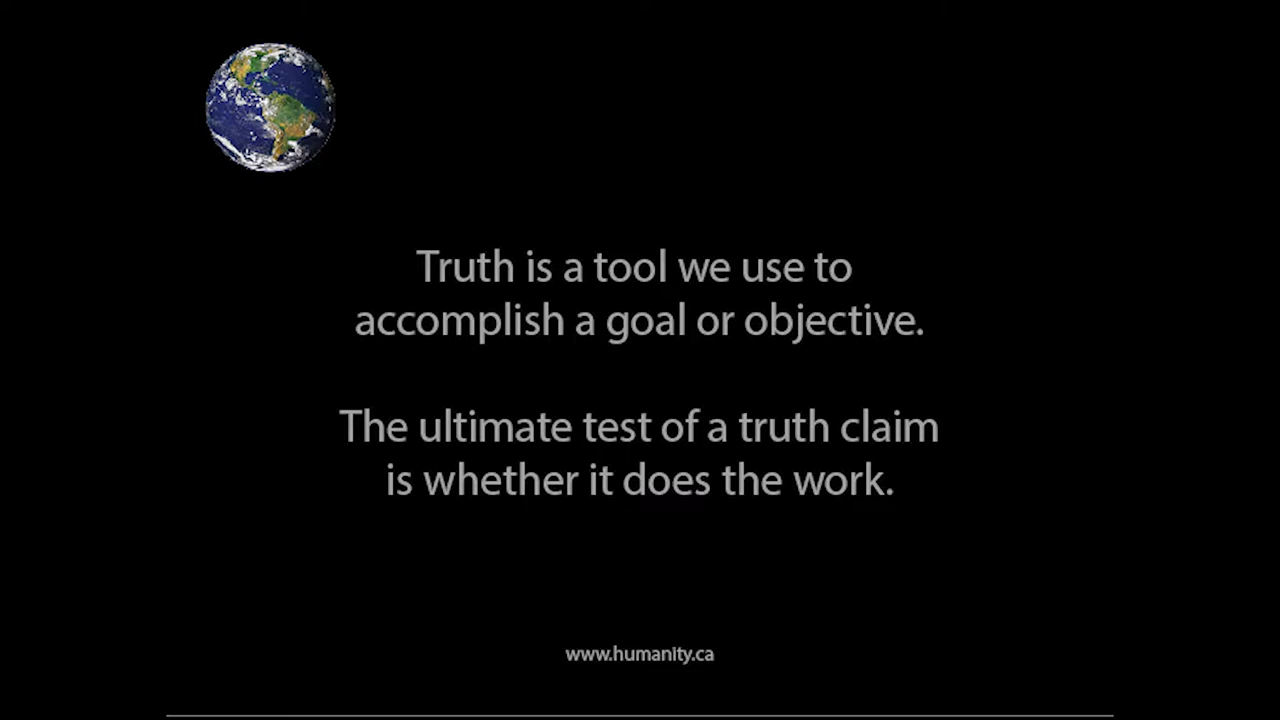 Truth is a tool we use to
accomplish a goal or objective.
The ultimate test of a truth claim
is whether it does the work.
www.humanity.ca